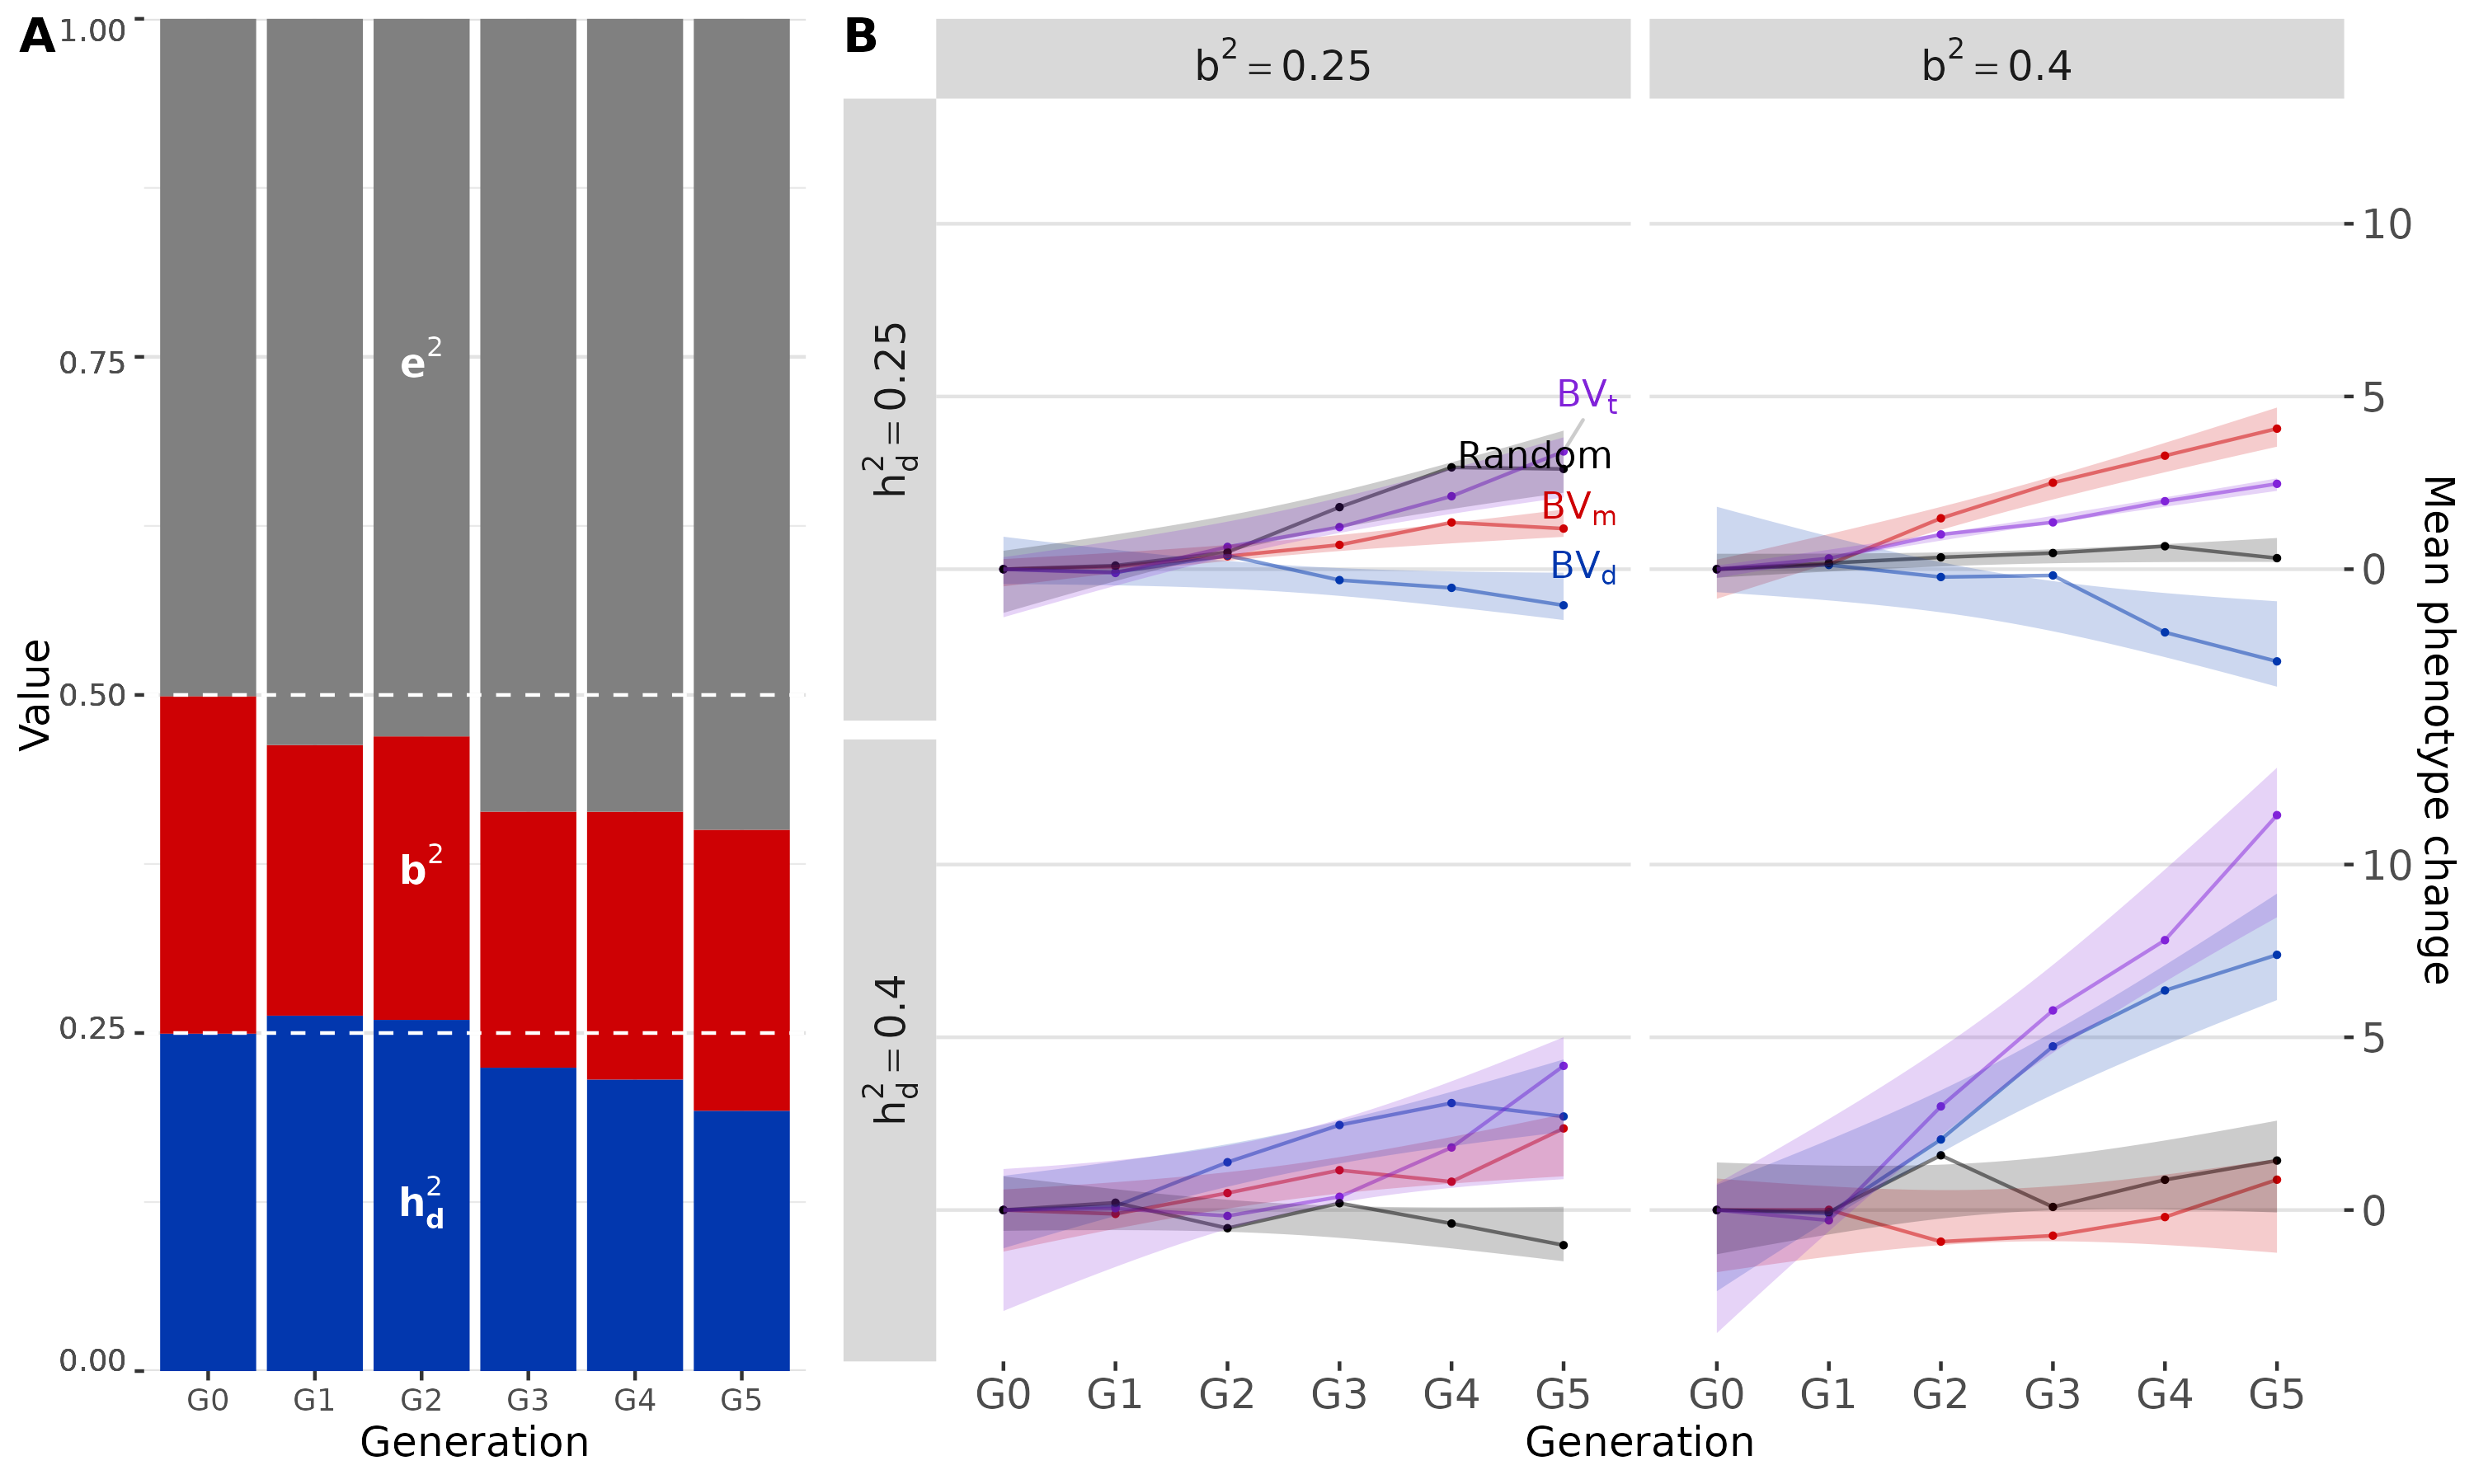 A
Value
1.00
0.75
0.50
0.25
0.00
e²
b²
h²d
G0 G1 G2 G3 G4 G5
Generation
B
b² = 0.25
b² = 0.4
h²d = 0.25
h²d = 0.4
BVt
Random
BVm
BVd
10
5
0
10
5
0
Mean phenotype change
G0 G1 G2 G3 G4 G5
G0 G1 G2 G3 G4 G5
Generation